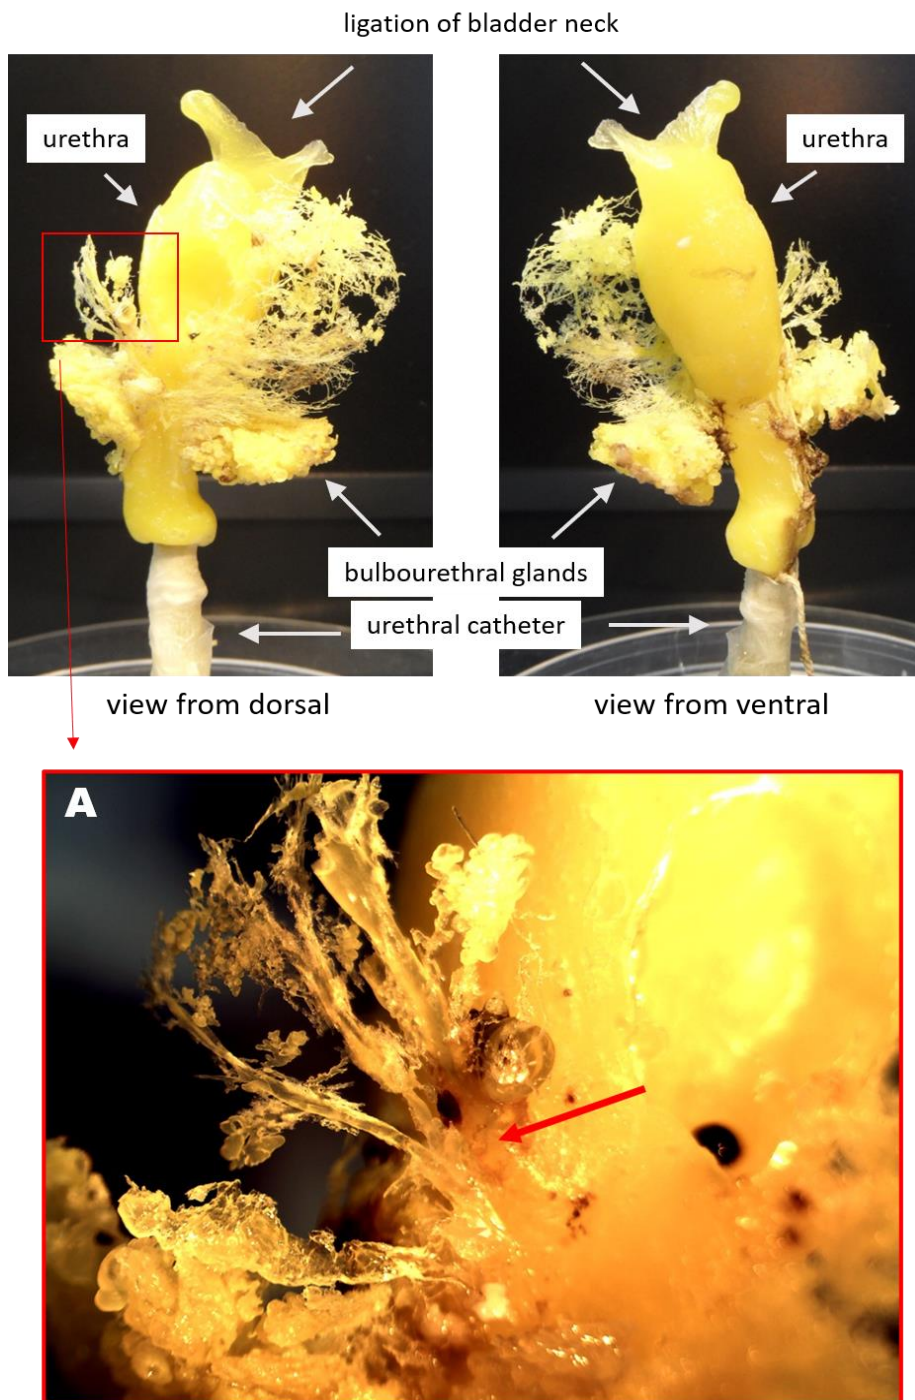 ligation of bladder neck
urethra
urethra
bulbourethral glands
urethral catheter
view from dorsal
view from ventral
A